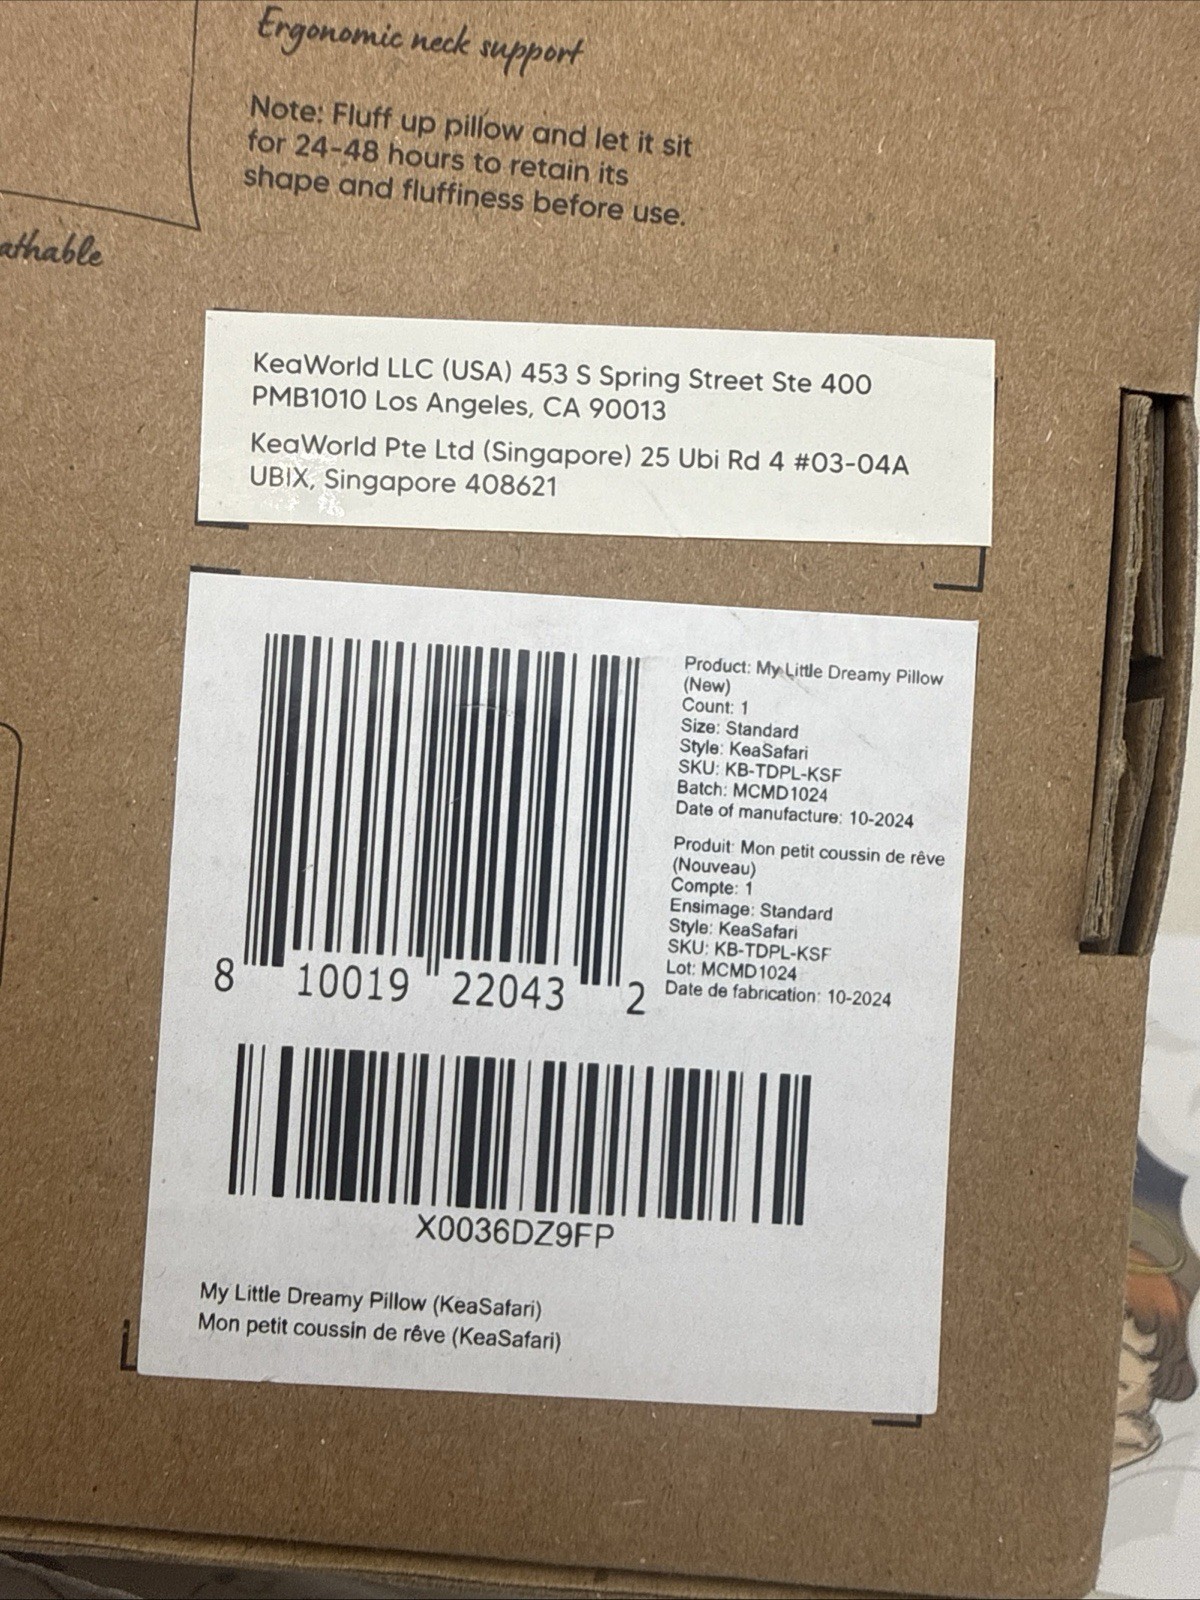 Ergonomic neck support
Note: Fluff up pillow and let it sit
for 24-48 hours to retain its
shape and fluffiness before use.
athable
KeaWorld LLC (USA) 453 S Spring Street Ste 400
PMB1010 Los Angeles, CA 90013
KeaWorld Pte Ltd (Singapore) 25 Ubi Rd 4 #03-04A
UBIX, Singapore 408621
Product: My Little Dreamy Pillow
(New)
Count: 1
Size: Standard
Style: KeaSafari
SKU: KB-TDPL-KSF
Batch: MCMD1024
Date of manufacture: 10-2024
Produit: Mon petit coussin de rêve
(Nouveau)
Compte: 1
Ensimage: Standard
Style: KeaSafari
SKU: KB-TDPL-KSF
Lot: MCMD1024
Date de fabrication: 10-2024
8 10019 22043 2
X0036DZ9FP
My Little Dreamy Pillow (KeaSafari)
Mon petit coussin de rêve (KeaSafari)